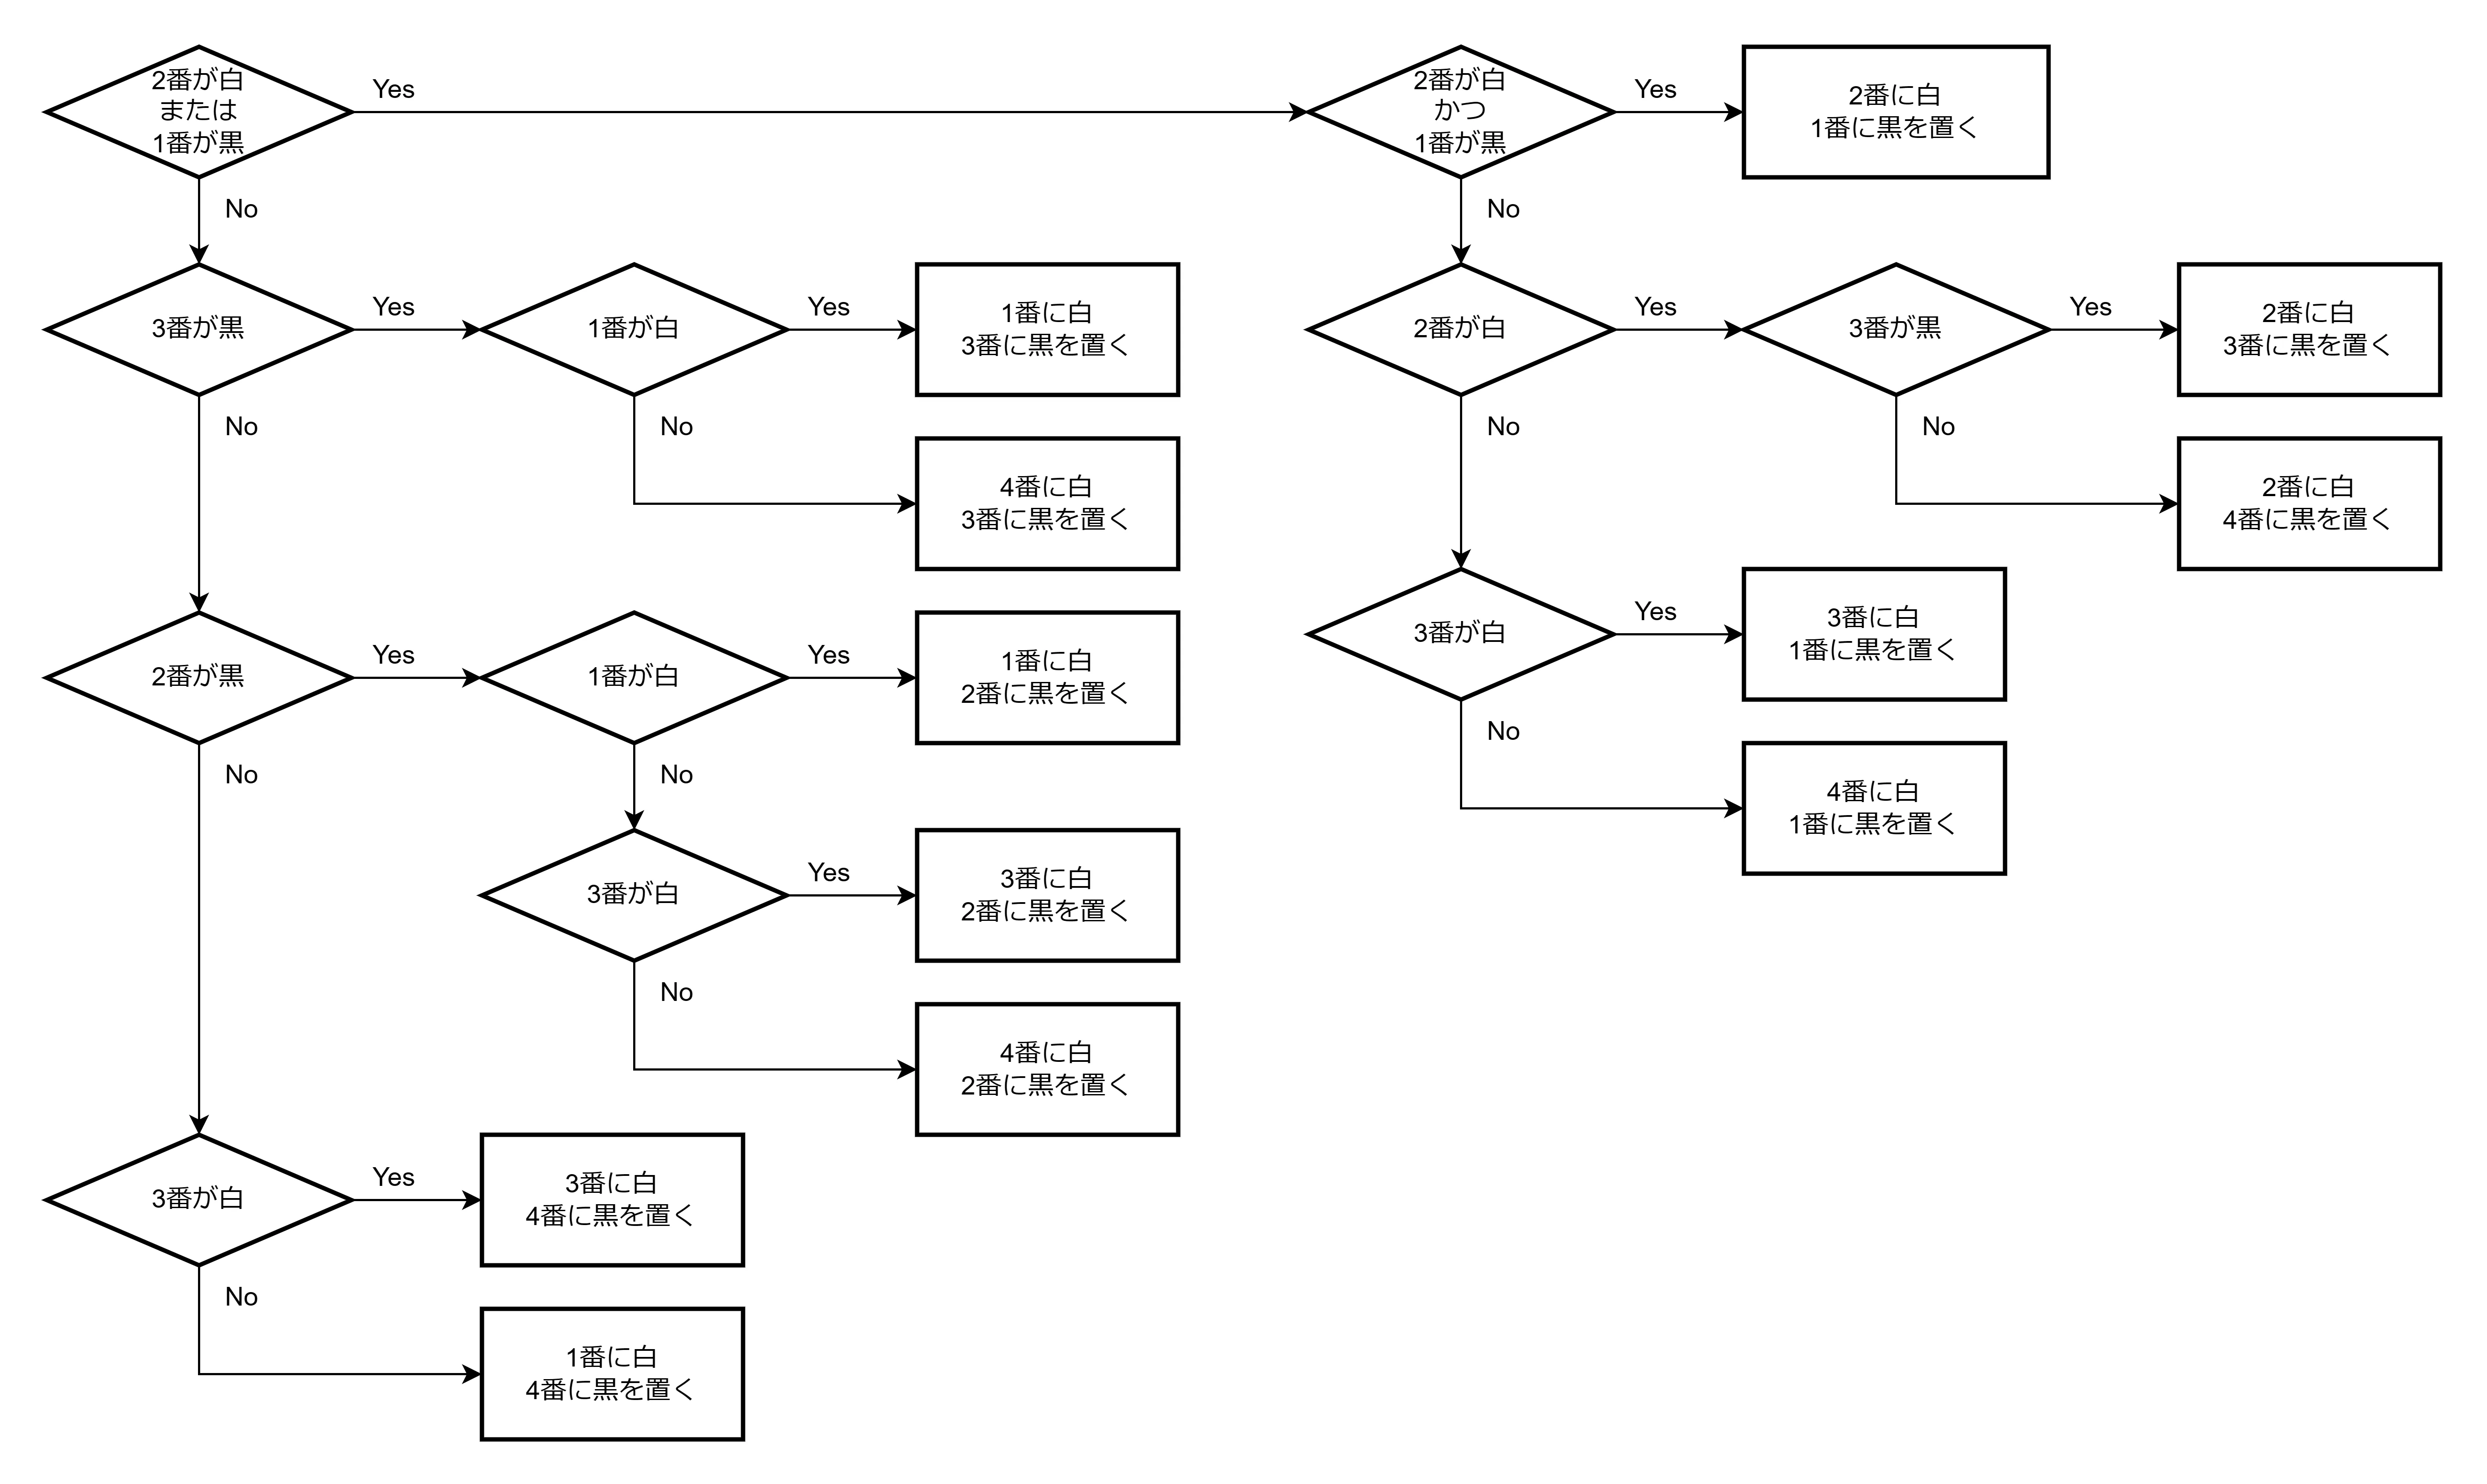 2番が白
または
1番が黒
Yes
No
2番が白
かつ
1番が黒
Yes
No
2番に白
1番に黒を置く
3番が黒
Yes
No
1番が白
Yes
No
1番に白
3番に黒を置く
4番に白
3番に黒を置く
2番が白
Yes
No
3番が黒
Yes
No
2番に白
3番に黒を置く
2番に白
4番に黒を置く
3番が白
Yes
No
3番に白
1番に黒を置く
4番に白
1番に黒を置く
2番が黒
Yes
No
1番が白
Yes
No
1番に白
2番に黒を置く
3番が白
Yes
No
3番に白
2番に黒を置く
4番に白
2番に黒を置く
3番が白
Yes
No
3番に白
4番に黒を置く
1番に白
4番に黒を置く